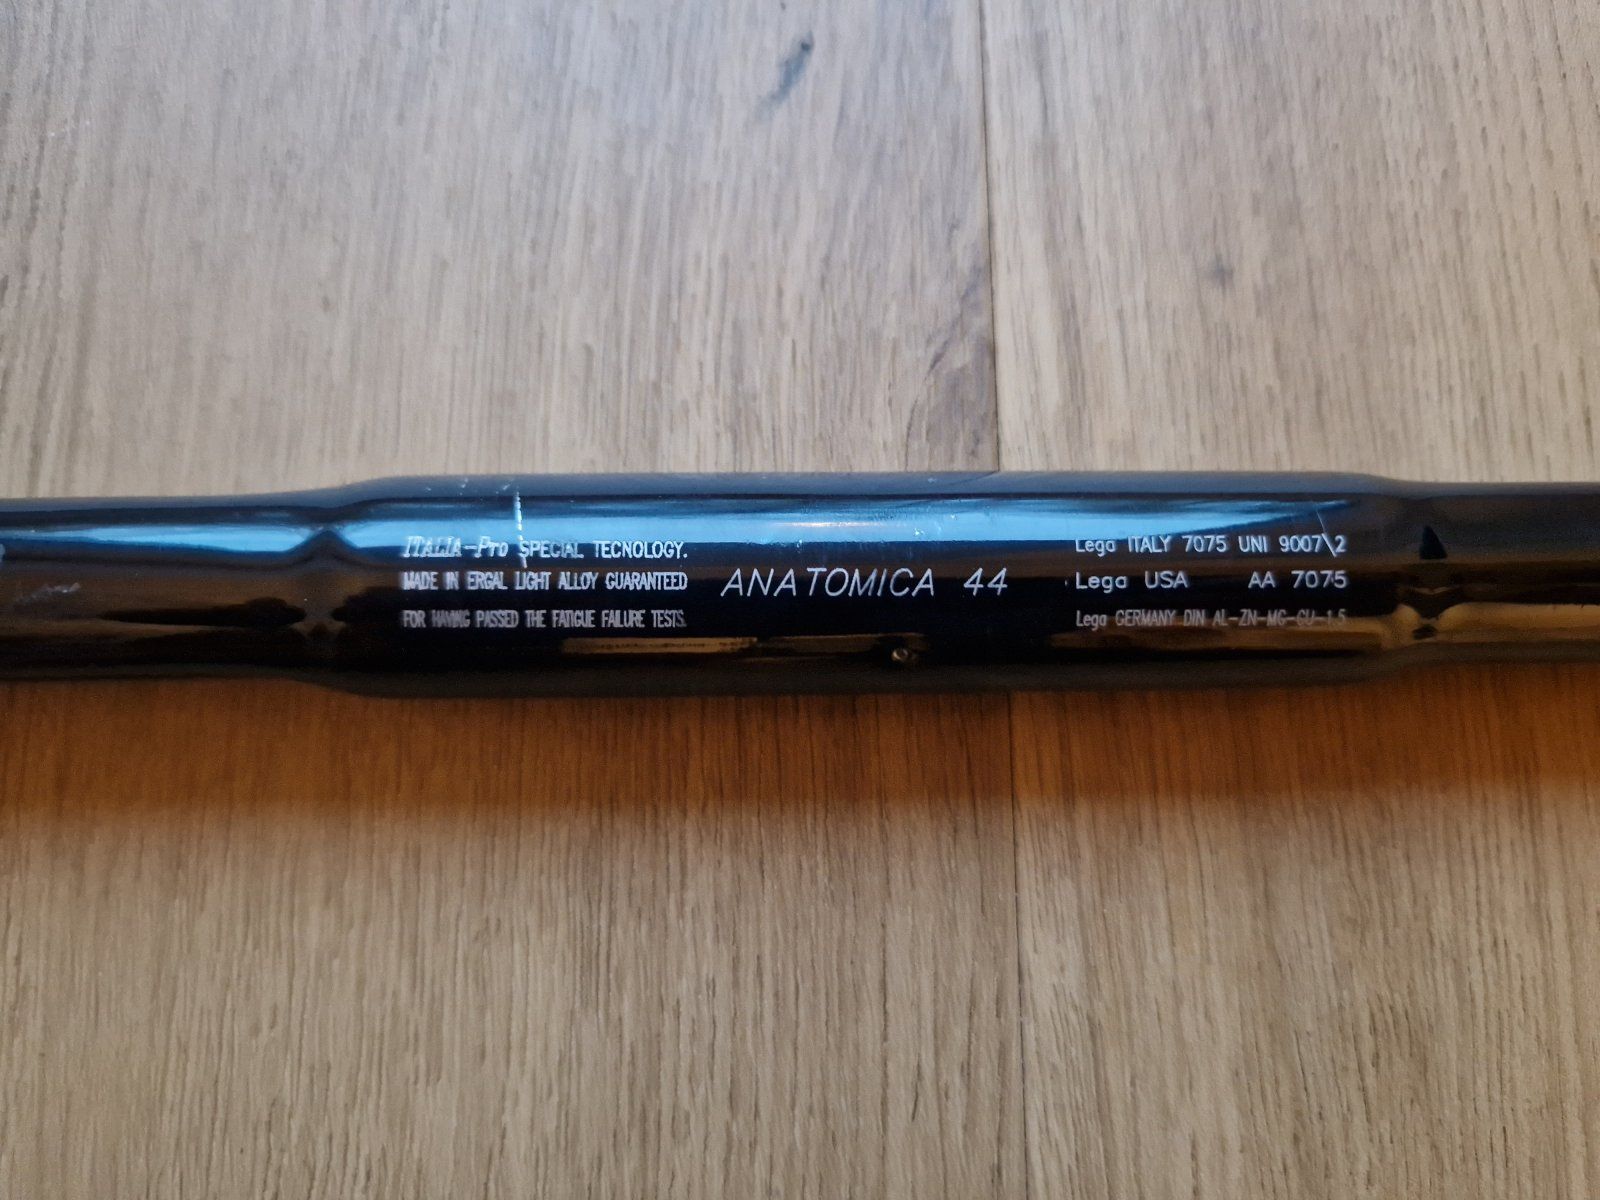 ITALIA-Pro SPECIAL TECNOLOGY.
MADE IN ERGAL LIGHT ALLOY GUARANTEED
FOR HAVING PASSED THE FATIGUE FAILURE TESTS.
ANATOMICA 44
Lega ITALY 7075 UNI 9007\2
Lega USA AA 7075
Lega GERMANY DIN AL-ZN-MG-CU-1.5